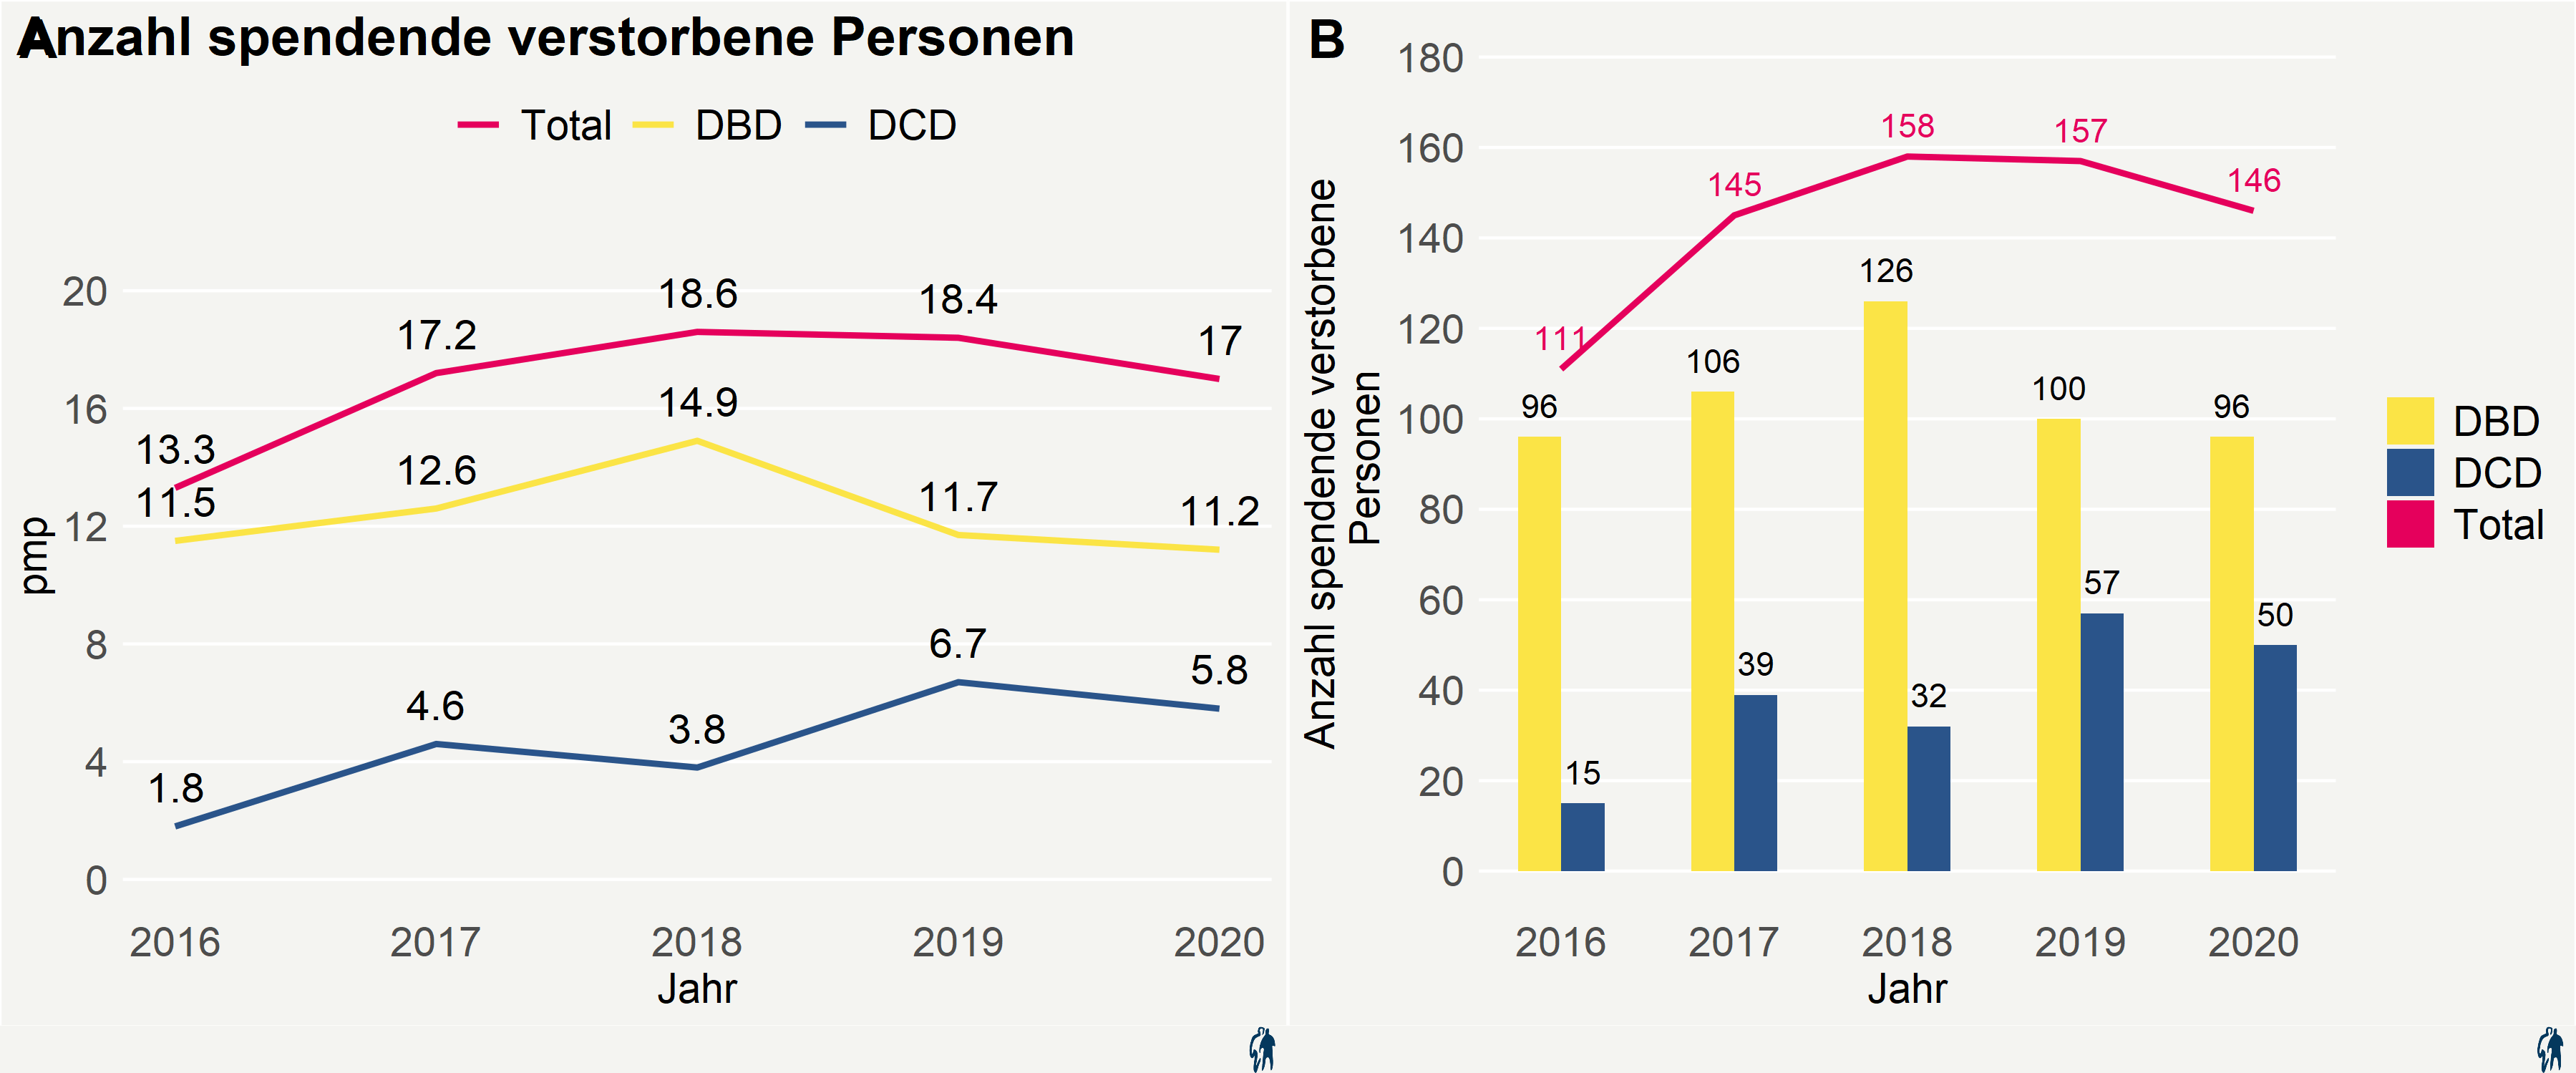 Anzahl spendende verstorbene Personen
A
Total DBD DCD
pmp
20
16
12
8
4
0
13.3 17.2 18.6 18.4 17
11.5 12.6 14.9 11.7 11.2
1.8 4.6 3.8 6.7 5.8
2016 2017 2018 2019 2020
Jahr
B
Anzahl spendende verstorbene
Personen
180
160
140
120
100
80
60
40
20
0
111 145 158 157 146
96 106 126 100 96
15 39 32 57 50
2016 2017 2018 2019 2020
Jahr
DBD
DCD
Total